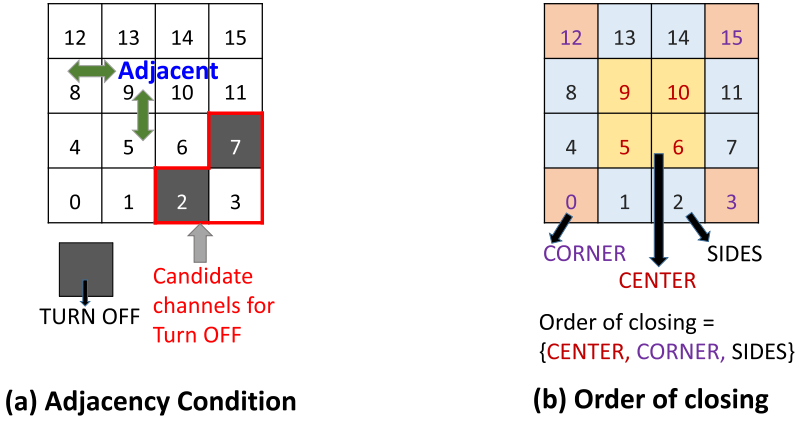 12 13 14 15
Adjacent
8 9 10 11
4 5 6 7
0 1 2 3
TURN OFF
Candidate
channels for
Turn OFF
(a) Adjacency Condition
12 13 14 15
8 9 10 11
4 5 6 7
0 1 2 3
CORNER
SIDES
CENTER
Order of closing =
{CENTER, CORNER, SIDES}
(b) Order of closing